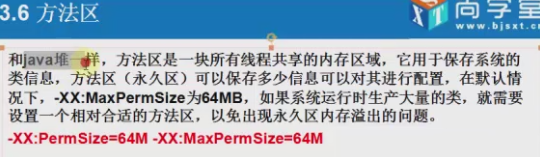 3.6 方法区
尚学堂
www.bjsxt.com
和java堆一样，方法区是一块所有线程共享的内存区域，它用于保存系统的
类信息，方法区（永久区）可以保存多少信息可以对其进行配置，在默认情
况下，-XX:MaxPermSize为64MB，如果系统运行时生产大量的类，就需要
设置一个相对合适的方法区，以免出现永久区内存溢出的问题。
-XX:PermSize=64M -XX:MaxPermSize=64M